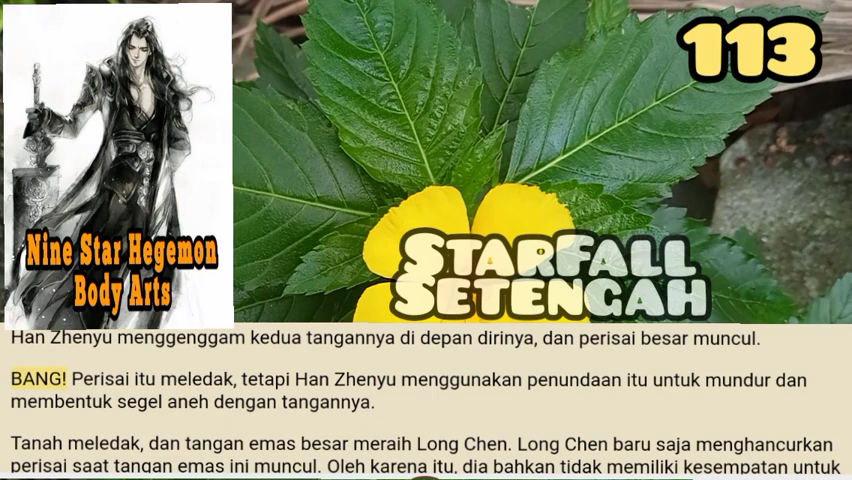 113
Nine Star Hegemon
Body Arts
STARFALL
SETENGAH
Han Zhenyu menggenggam kedua tangannya di depan dirinya, dan perisai besar muncul.
BANG! Perisai itu meledak, tetapi Han Zhenyu menggunakan penundaan itu untuk mundur dan
membentuk segel aneh dengan tangannya.
Tanah meledak, dan tangan emas besar meraih Long Chen. Long Chen baru saja menghancurkan
perisai saat tangan emas ini muncul. Oleh karena itu, dia bahkan tidak memiliki kesempatan untuk